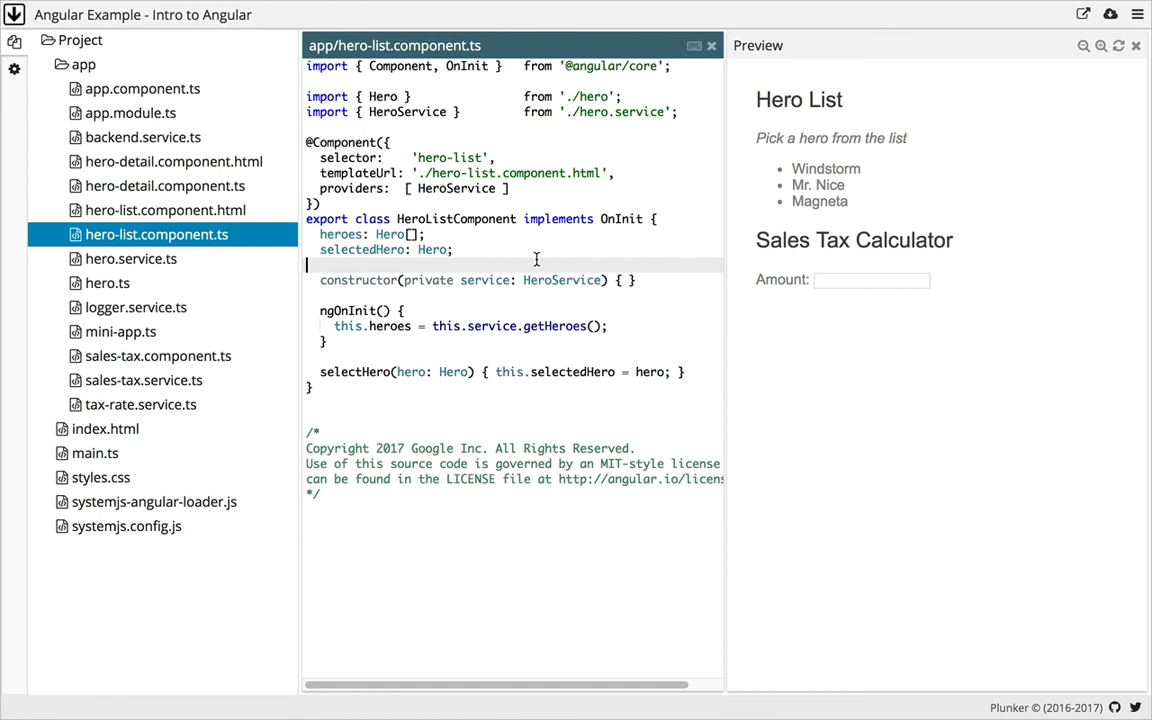 Angular Example - Intro to Angular
Project
app
app.component.ts
app.module.ts
backend.service.ts
hero-detail.component.html
hero-detail.component.ts
hero-list.component.html
hero-list.component.ts
hero.service.ts
hero.ts
logger.service.ts
mini-app.ts
sales-tax.component.ts
sales-tax.service.ts
tax-rate.service.ts
index.html
main.ts
styles.css
systemjs-angular-loader.js
systemjs.config.js
app/hero-list.component.ts
import { Component, OnInit }   from '@angular/core';
import { Hero }                from './hero';
import { HeroService }         from './hero.service';
@Component({
  selector:    'hero-list',
  templateUrl: './hero-list.component.html',
  providers:  [ HeroService ]
})
export class HeroListComponent implements OnInit {
  heroes: Hero[];
  selectedHero: Hero;
  constructor(private service: HeroService) { }
  ngOnInit() {
    this.heroes = this.service.getHeroes();
  }
  selectHero(hero: Hero) { this.selectedHero = hero; }
}
/*
Copyright 2017 Google Inc. All Rights Reserved.
Use of this source code is governed by an MIT-style license
can be found in the LICENSE file at http://angular.io/licens
*/
Preview
Hero List
Pick a hero from the list
• Windstorm
• Mr. Nice
• Magneta
Sales Tax Calculator
Amount:
Plunker © (2016-2017)